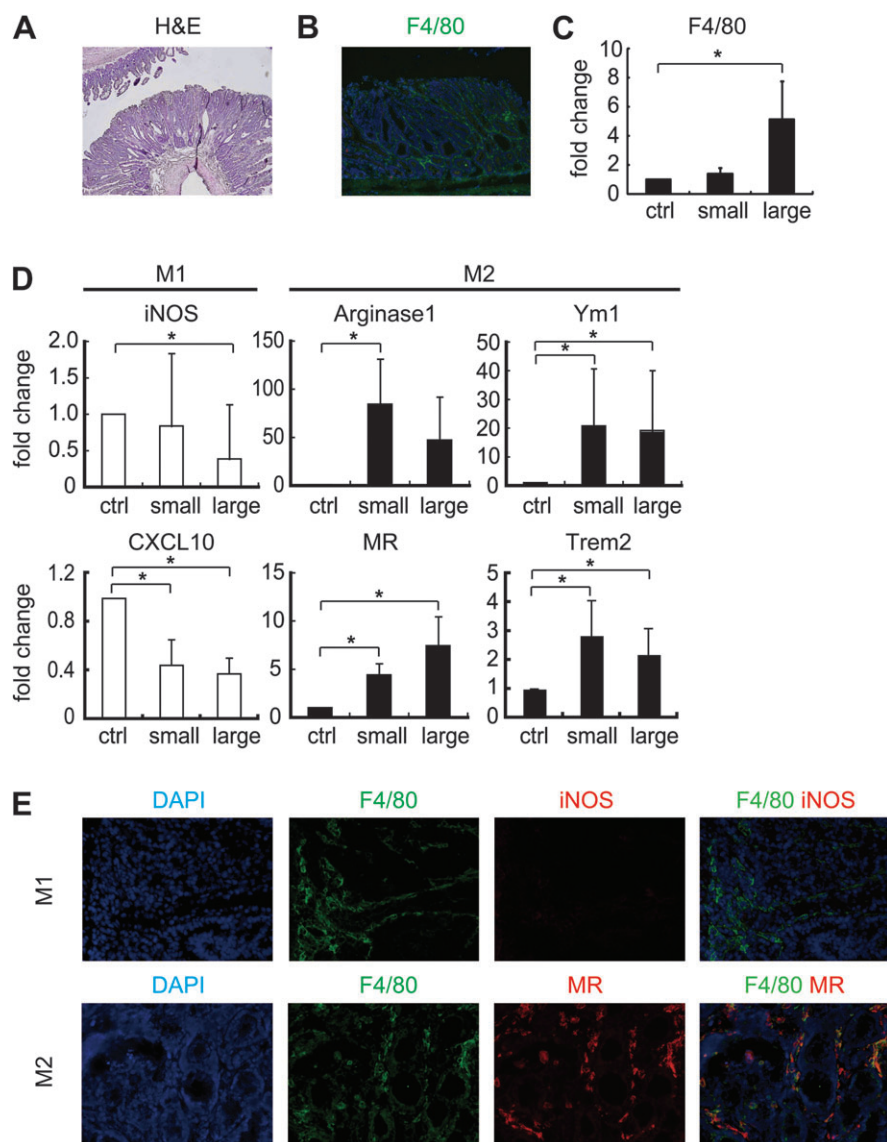 A H&E
B F4/80
C F4/80
fold change
10
8
6
4
2
0
*
ctrl small large
D M1 M2
iNOS
fold change
2.0
1.5
1.0
0.5
0
*
ctrl small large
Arginase1
150
125
100
75
50
25
0
*
ctrl small large
Ym1
50
40
30
20
10
0
*
*
ctrl small large
CXCL10
fold change
1.2
0.8
0.4
0
*
*
ctrl small large
MR
15
10
5
0
*
*
ctrl small large
Trem2
5
4
3
2
1
0
*
*
ctrl small large
E
M1
DAPI F4/80 iNOS F4/80 iNOS
M2
DAPI F4/80 MR F4/80 MR